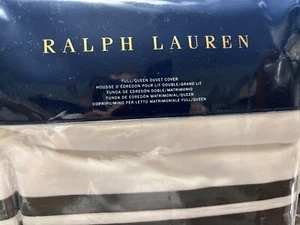 RALPH LAUREN
FULL/QUEEN DUVET COVER
HOUSSE D'ÉDREDON POUR LIT DOUBLE/GRAND LIT
FUNDA DE EDREDÓN DOBLE/MATRIMONIO
FUNDA DE EDREDÓN MATRIMONIAL/QUEEN
COPRIPIUMINO PER LETTO MATRIMONIALE FULL/QUEEN